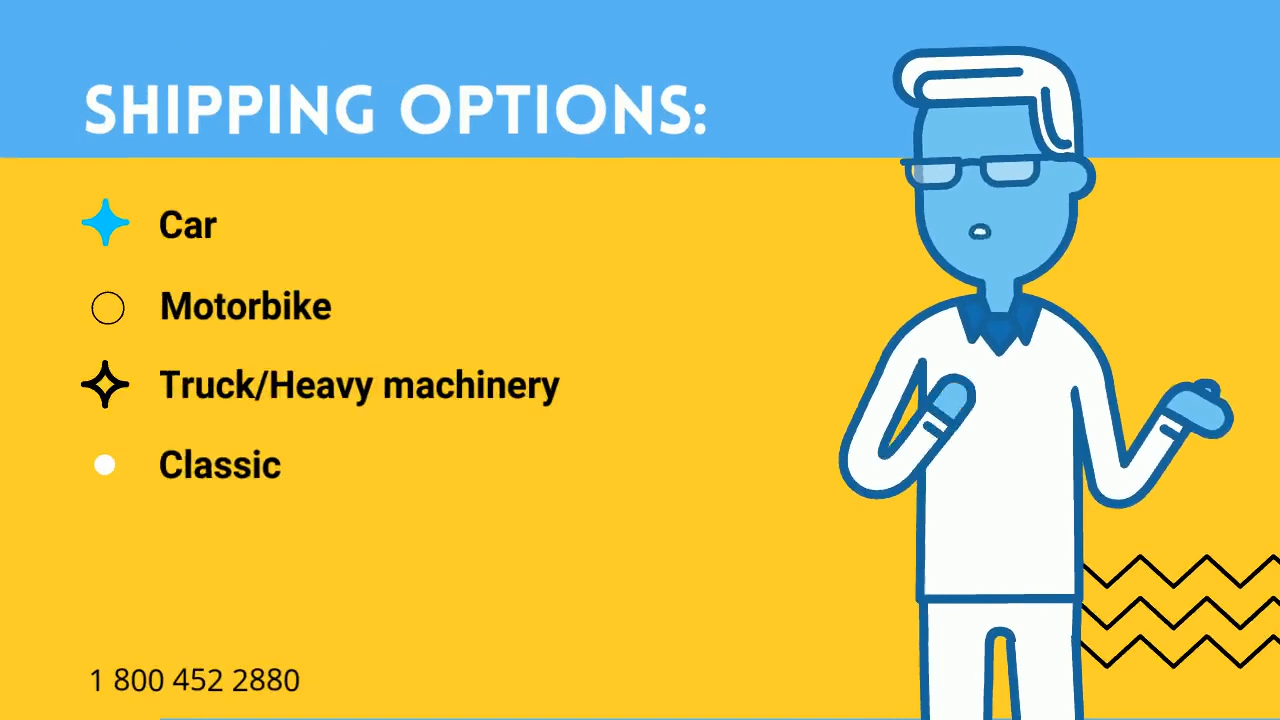 SHIPPING OPTIONS:
Car
Motorbike
Truck/Heavy machinery
Classic
1 800 452 2880